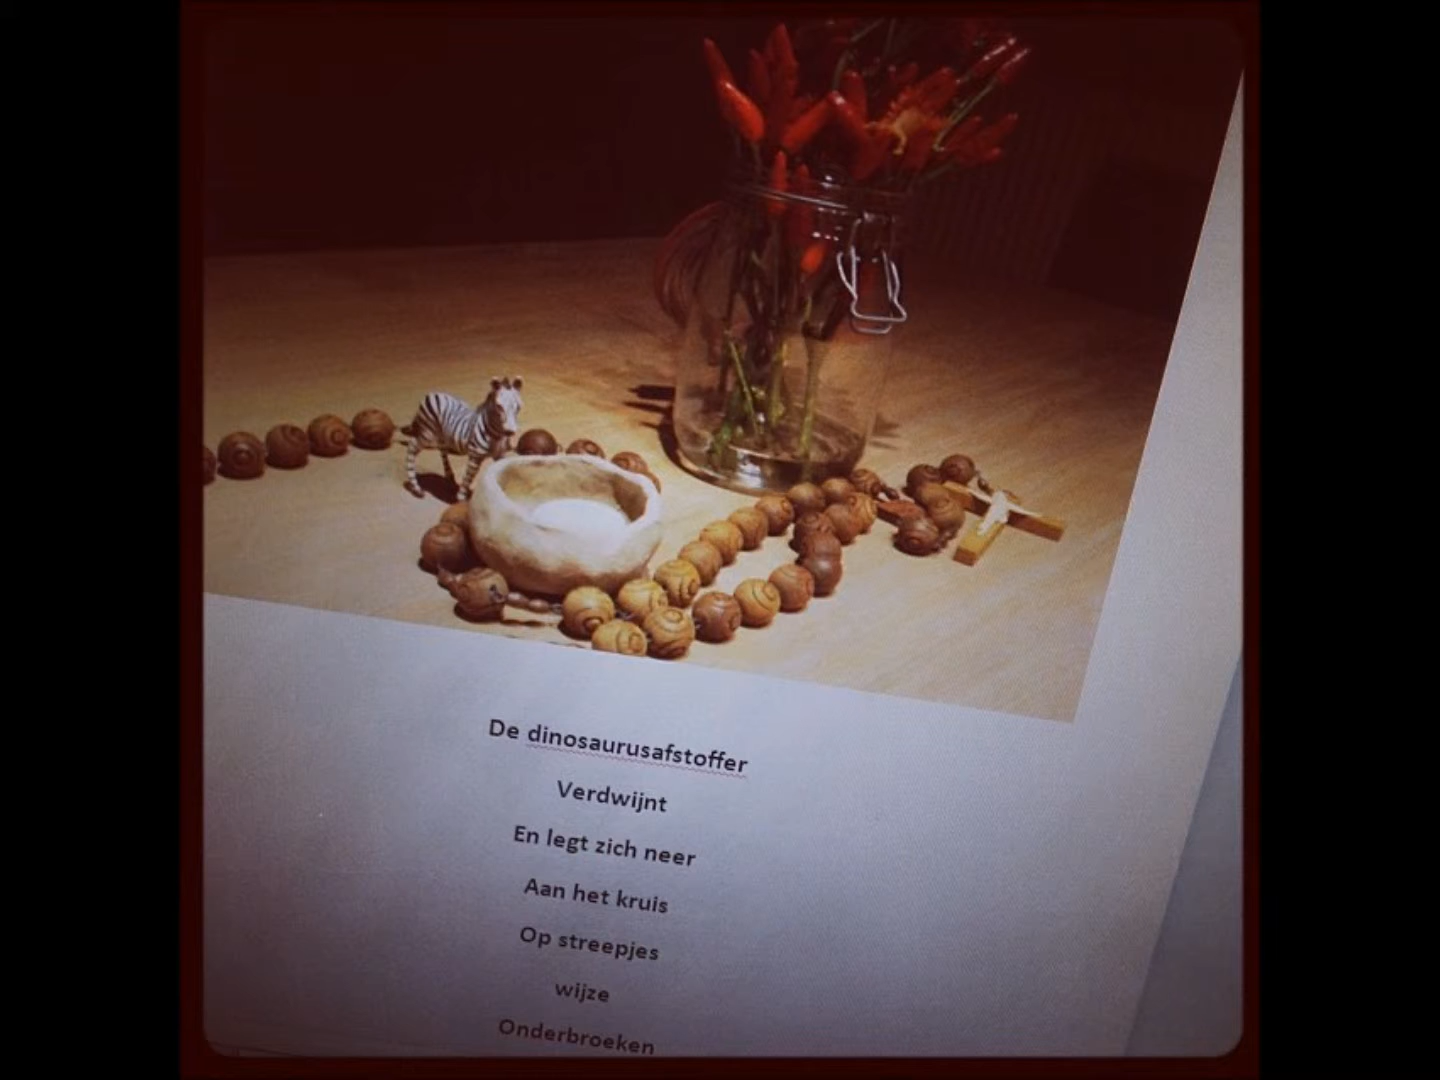 De dinosaurusafstoffer
Verdwijnt
En legt zich neer
Aan het kruis
Op streepjes
wijze
Onderbroeken